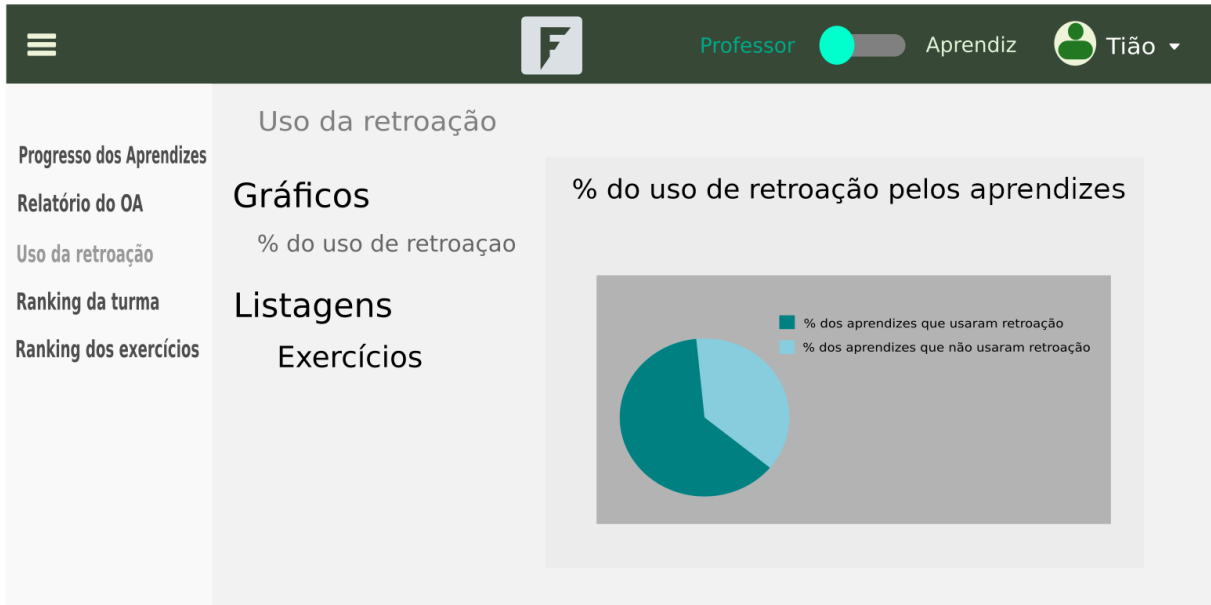 F
Professor
Aprendiz
Tião
Progresso dos Aprendizes
Relatório do OA
Uso da retroação
Ranking da turma
Ranking dos exercícios
Uso da retroação
Gráficos
% do uso de retroaçao
Listagens
Exercícios
% do uso de retroação pelos aprendizes
% dos aprendizes que usaram retroação
% dos aprendizes que não usaram retroação